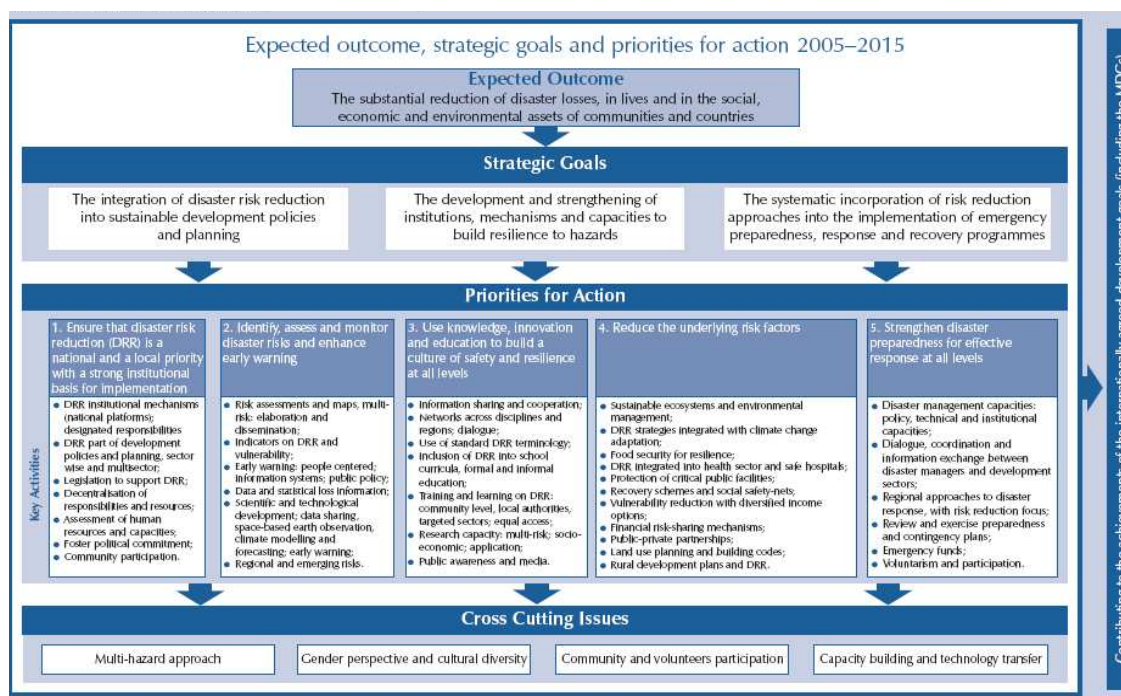 Expected outcome, strategic goals and priorities for action 2005–2015
Expected Outcome
The substantial reduction of disaster losses, in lives and in the social,
economic and environmental assets of communities and countries
Strategic Goals
The integration of disaster risk reduction
into sustainable development policies
and planning
The development and strengthening of
institutions, mechanisms and capacities to
build resilience to hazards
The systematic incorporation of risk reduction
approaches into the implementation of emergency
preparedness, response and recovery programmes
Priorities for Action
Key Activities
1. Ensure that disaster risk
reduction (DRR) is a
national and a local priority
with a strong institutional
basis for implementation
• DRR institutional mechanisms
(national platforms);
designated responsibilities
• DRR part of development
policies and planning, sector
wise and multisector;
• Legislation to support DRR;
• Decentralisation of
responsibilities and resources;
• Assessment of human
resources and capacities;
• Foster political commitment;
• Community participation.
2. Identify, assess and monitor
disaster risks and enhance
early warning
• Risk assessments and maps, multi-
risk: elaboration and
dissemination;
• Indicators on DRR and
vulnerability;
• Early warning: people centered;
information systems; public policy;
• Data and statistical loss information;
• Scientific and technological
development; data sharing,
space-based earth observation,
climate modelling and
forecasting; early warning;
• Regional and emerging risks.
3. Use knowledge, innovation
and education to build a
culture of safety and resilience
at all levels
• Information sharing and cooperation;
• Networks across disciplines and
regions; dialogue;
• Use of standard DRR terminology;
• Inclusion of DRR into school
curricula, formal and informal
education;
• Training and learning on DRR:
community level, local authorities,
targeted sectors; equal access;
• Research capacity: multi-risk; socio-
economic; application;
• Public awareness and media.
4. Reduce the underlying risk factors
• Sustainable ecosystems and environmental
management;
• DRR strategies integrated with climate change
adaptation;
• Food security for resilience;
• DRR integrated into health sector and safe hospitals;
• Protection of critical public facilities;
• Recovery schemes and social safety-nets;
• Vulnerability reduction with diversified income
options;
• Financial risk-sharing mechanisms;
• Public-private partnerships;
• Land use planning and building codes;
• Rural development plans and DRR.
5. Strengthen disaster
preparedness for effective
response at all levels
• Disaster management capacities:
policy, technical and institutional
capacities;
• Dialogue, coordination and
information exchange between
disaster managers and development
sectors;
• Regional approaches to disaster
response, with risk reduction focus;
• Review and exercise preparedness
and contingency plans;
• Emergency funds;
• Voluntarism and participation.
Cross Cutting Issues
Multi-hazard approach
Gender perspective and cultural diversity
Community and volunteers participation
Capacity building and technology transfer
Contributing to the achievements of the internationally agreed development goals (including the MDGs)